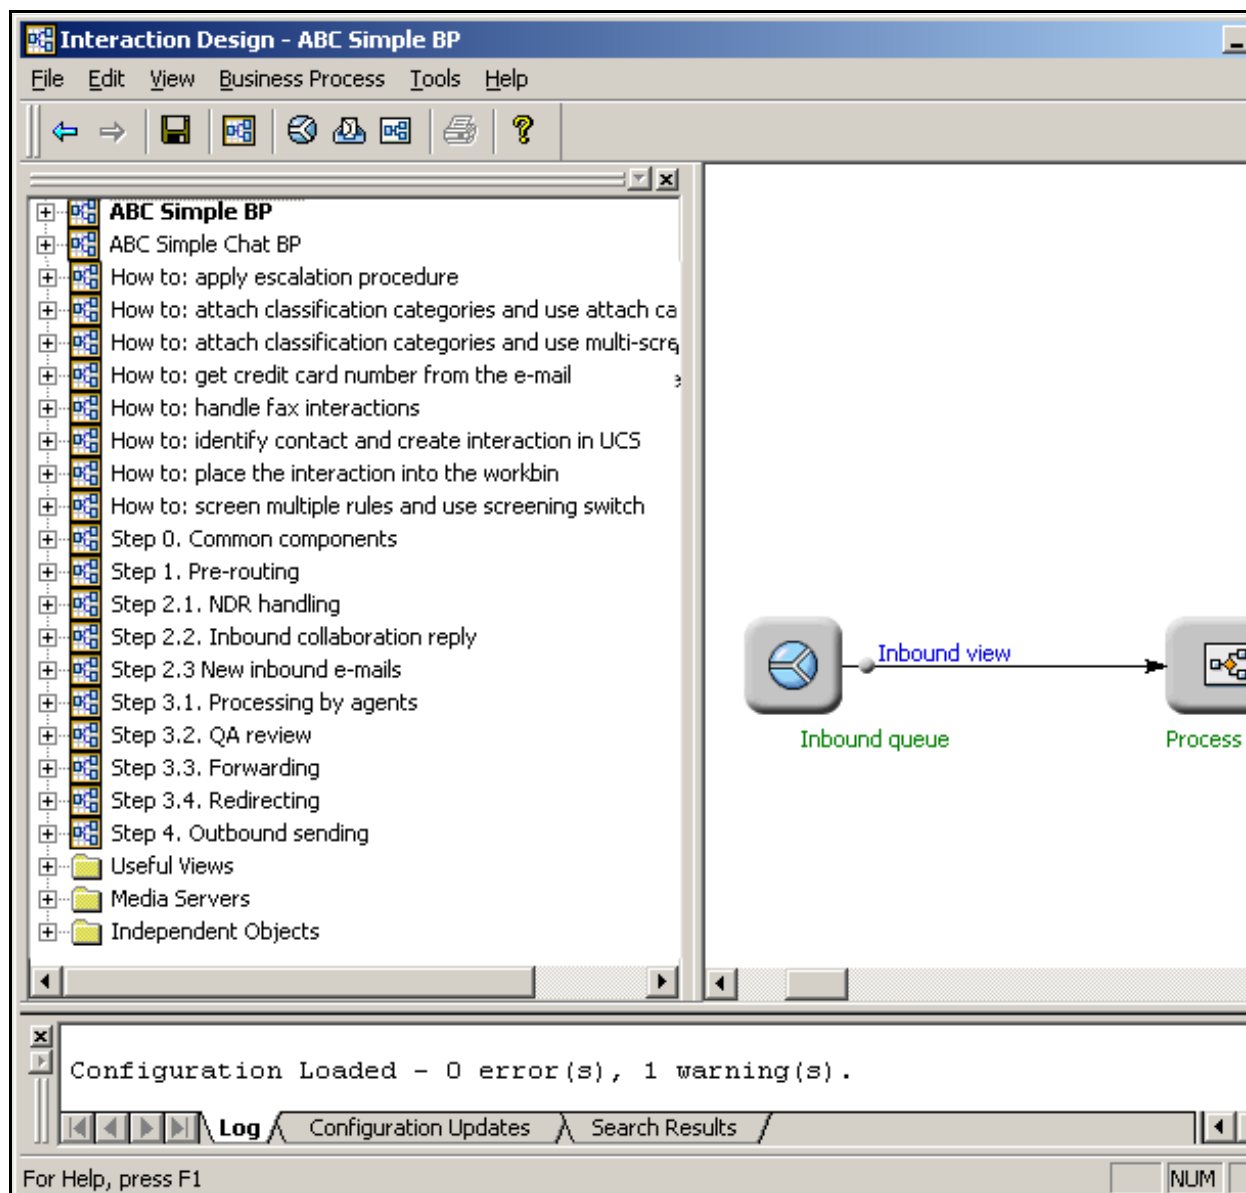 Interaction Design - ABC Simple BP
File Edit View Business Process Tools Help
ABC Simple BP
ABC Simple Chat BP
How to: apply escalation procedure
How to: attach classification categories and use attach ca
How to: attach classification categories and use multi-scre
How to: get credit card number from the e-mail
How to: handle fax interactions
How to: identify contact and create interaction in UCS
How to: place the interaction into the workbin
How to: screen multiple rules and use screening switch
Step 0. Common components
Step 1. Pre-routing
Step 2.1. NDR handling
Step 2.2. Inbound collaboration reply
Step 2.3 New inbound e-mails
Step 3.1. Processing by agents
Step 3.2. QA review
Step 3.3. Forwarding
Step 3.4. Redirecting
Step 4. Outbound sending
Useful Views
Media Servers
Independent Objects
Inbound view
Inbound queue
Process
Configuration Loaded - 0 error(s), 1 warning(s).
Log Configuration Updates Search Results
For Help, press F1
NUM